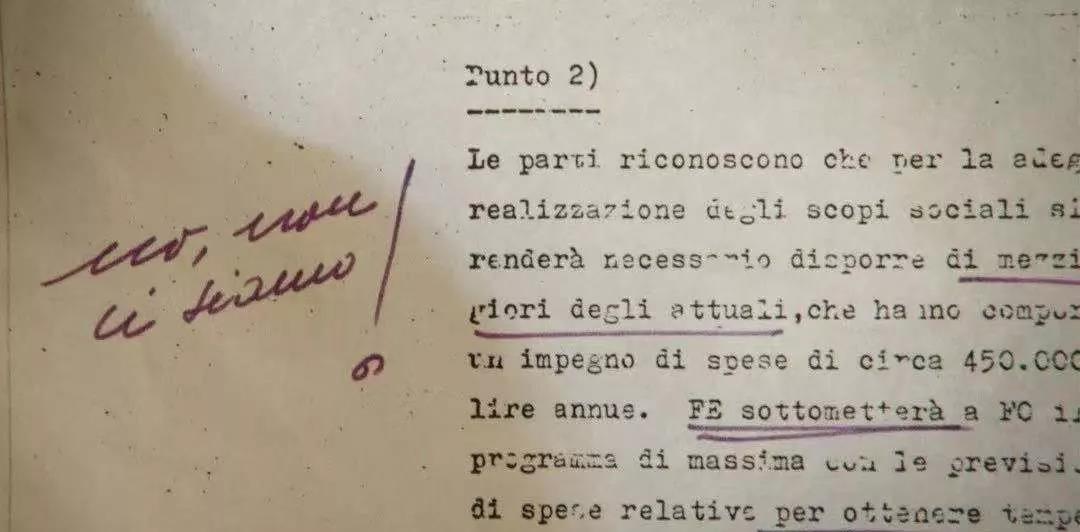 Punto 2)
no, non
ci siamo!
Le parti riconoscono che per la adeg
realizzazione degli scopi sociali si
renderà necessario disporre di mezzi
giori degli attuali, che hanno compor
un impegno di spese di circa 450.000
lire annue. FE sottometterà a FC il
programma di massima con le previsi
di spese relative per ottenere tempe